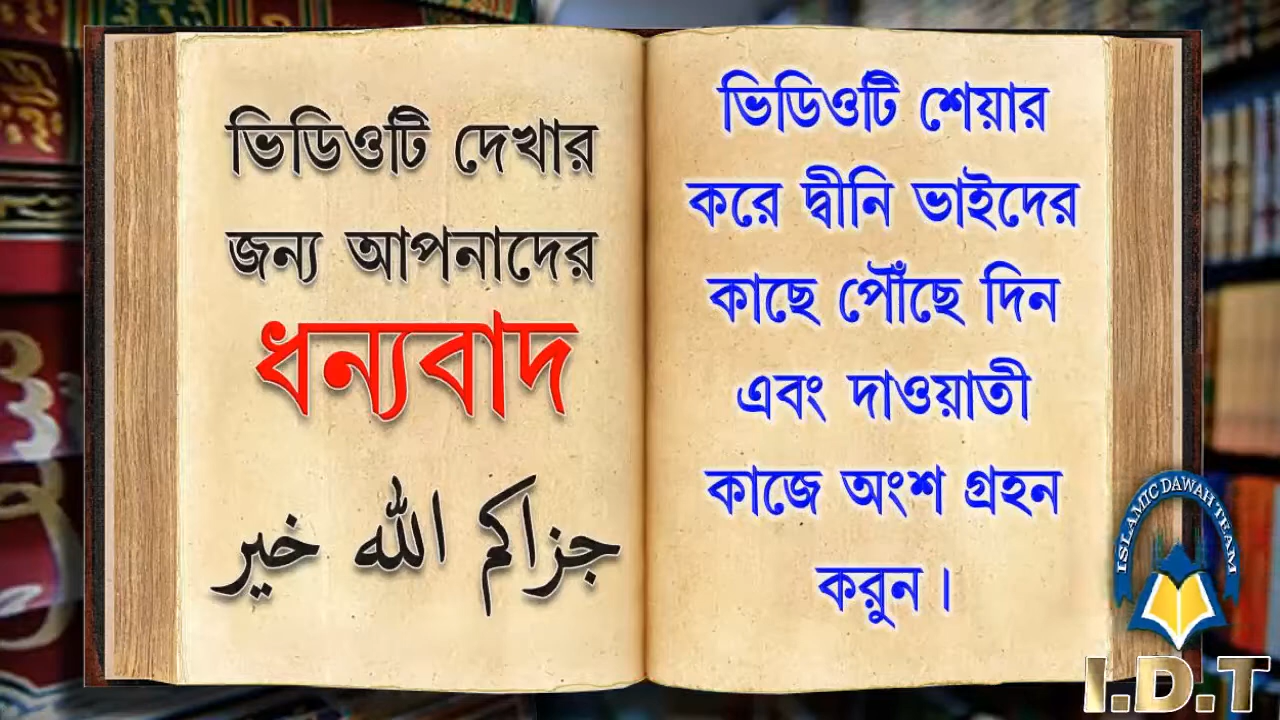 ভিডিওটি দেখার
জন্য আপনাদের
ধন্যবাদ
جزاكم الله خير
ভিডিওটি শেয়ার
করে দ্বীনি ভাইদের
কাছে পৌঁছে দিন
এবং দাওয়াতী
কাজে অংশ গ্রহন
করুন।
ISLAMIC DAWAH TEAM
I.D.T